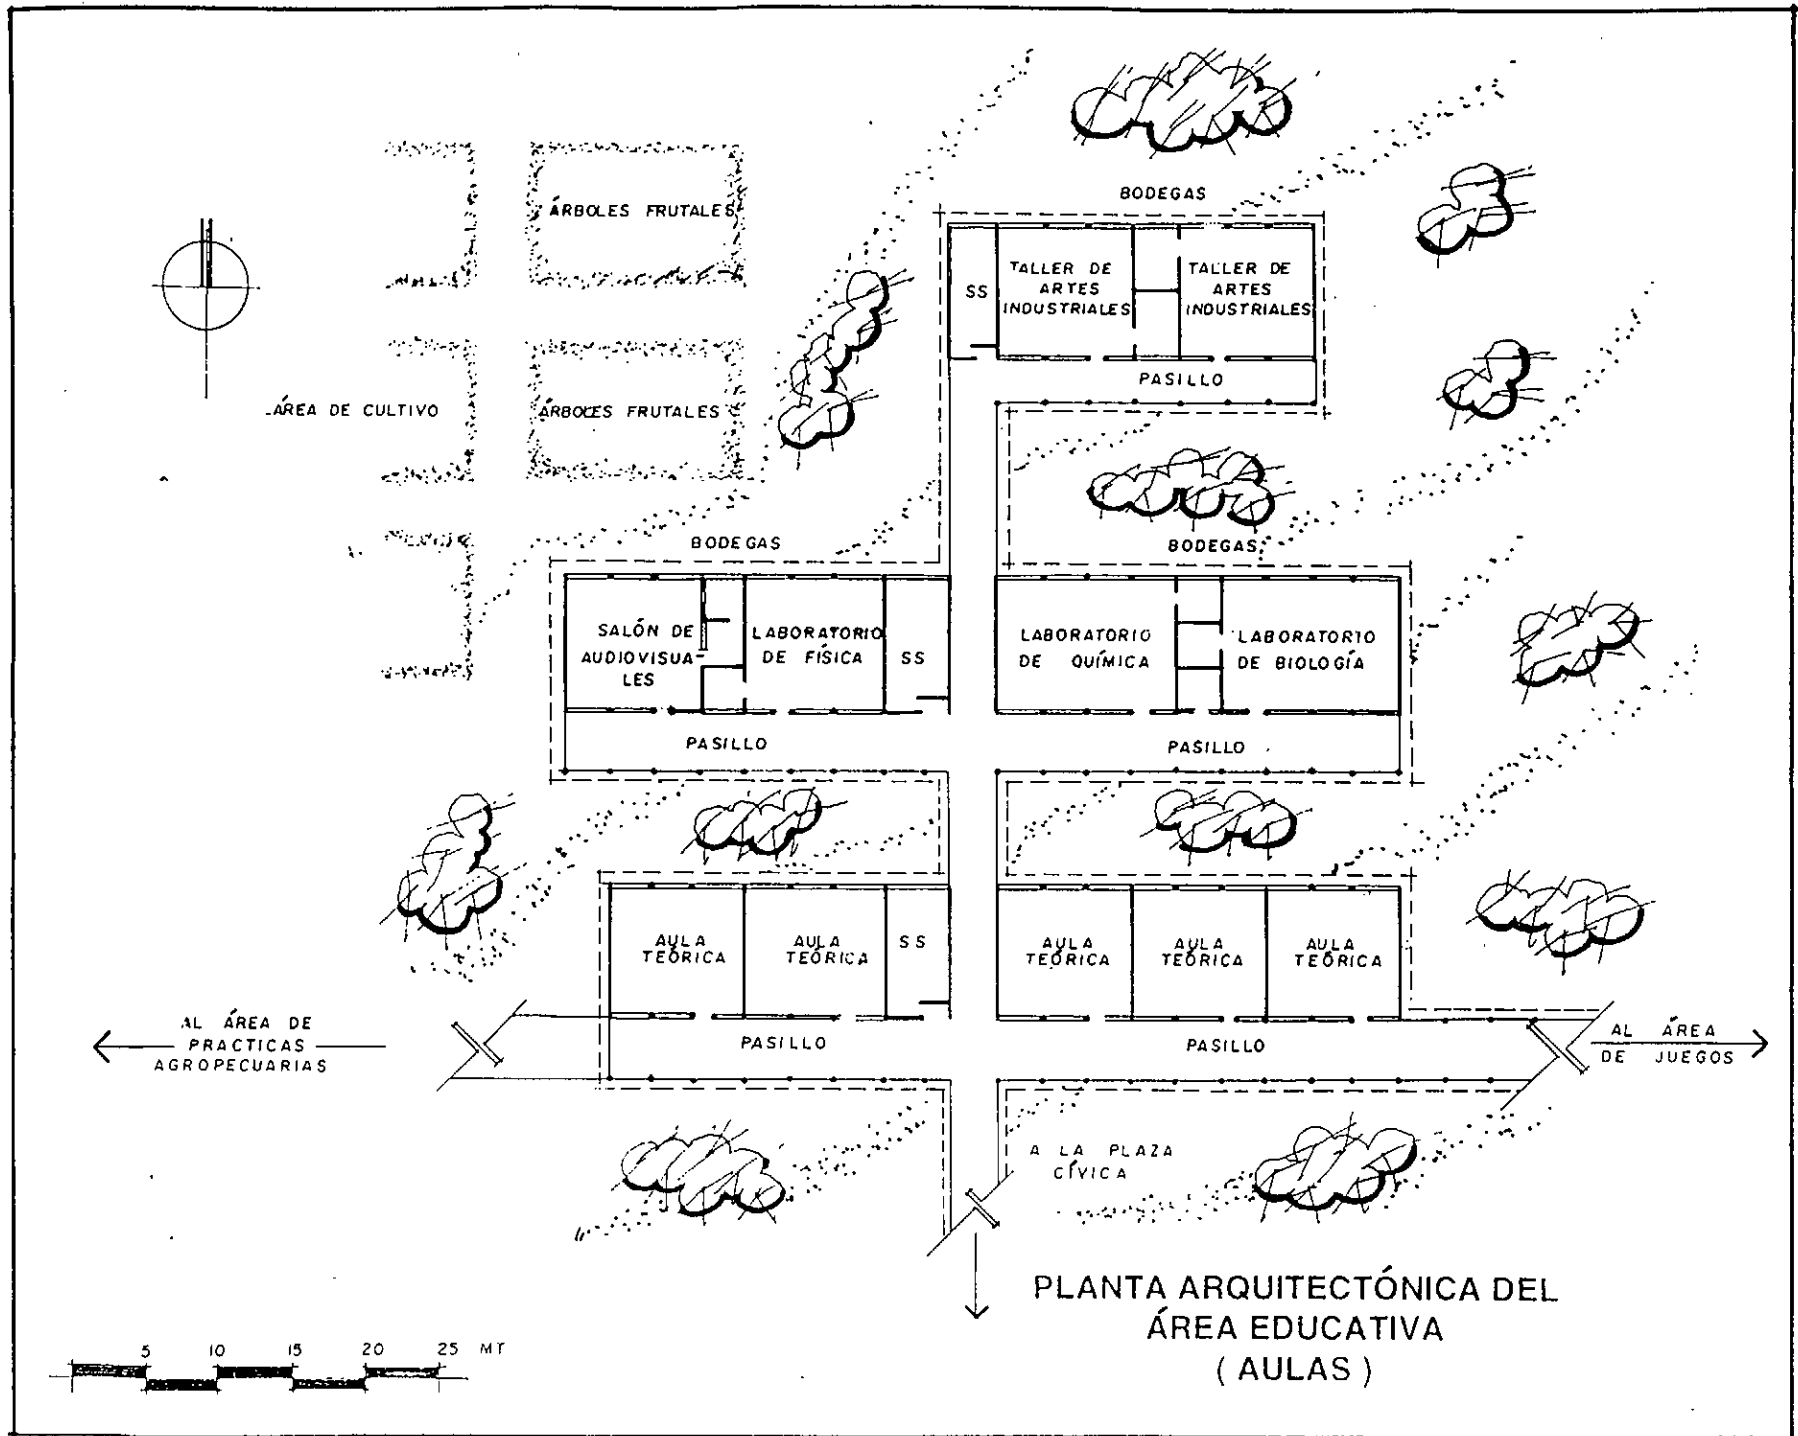 BODEGAS
ÁRBOLES FRUTALES
SS
TALLER DE
ARTES
INDUSTRIALES
TALLER DE
ARTES
INDUSTRIALES
PASILLO
ÁREA DE CULTIVO
ÁRBOLES FRUTALES
BODEGAS
BODEGAS
SALÓN DE
AUDIOVISUA-
LES
LABORATORIO
DE FÍSICA
SS
LABORATORIO
DE QUÍMICA
LABORATORIO
DE BIOLOGÍA
PASILLO
PASILLO
AULA
TEÓRICA
AULA
TEÓRICA
SS
AULA
TEÓRICA
AULA
TEÓRICA
AULA
TEÓRICA
AL ÁREA DE
PRACTICAS
AGROPECUARIAS
PASILLO
PASILLO
AL ÁREA
DE JUEGOS
A LA PLAZA
CÍVICA
PLANTA ARQUITECTÓNICA DEL
ÁREA EDUCATIVA
( AULAS )
5 10 15 20 25 MT